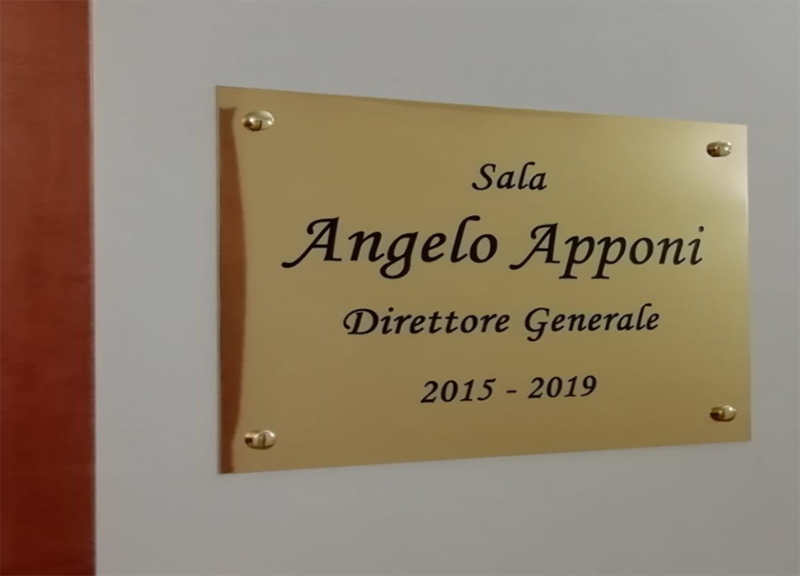 Sala
Angelo Apponi
Direttore Generale
2015 - 2019